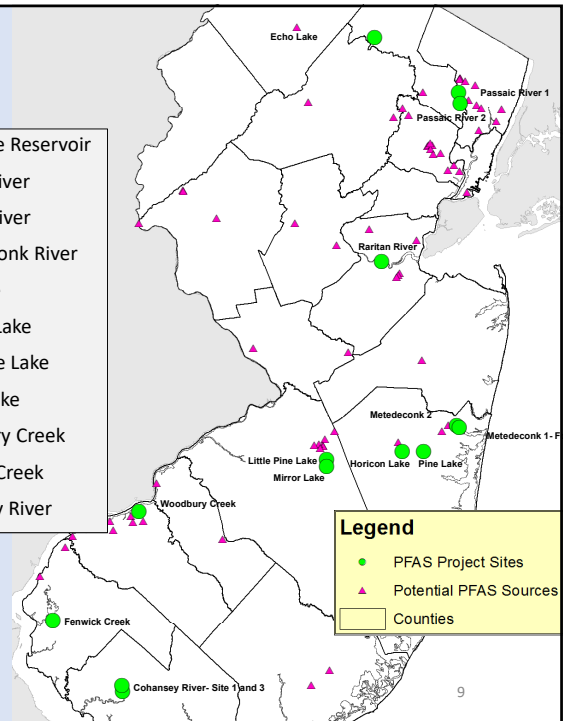 e Reservoir
iver
iver
onk River
Lake
e Lake
ke
ry Creek
Creek
y River
Echo Lake
Passaic River 1
Passaic River 2
Raritan River
Metedeconk 2
Metedeconk 1- F
Little Pine Lake
Horicon Lake
Pine Lake
Mirror Lake
Woodbury Creek
Fenwick Creek
Cohansey River- Site 1 and 3
Legend
PFAS Project Sites
Potential PFAS Sources
Counties
9